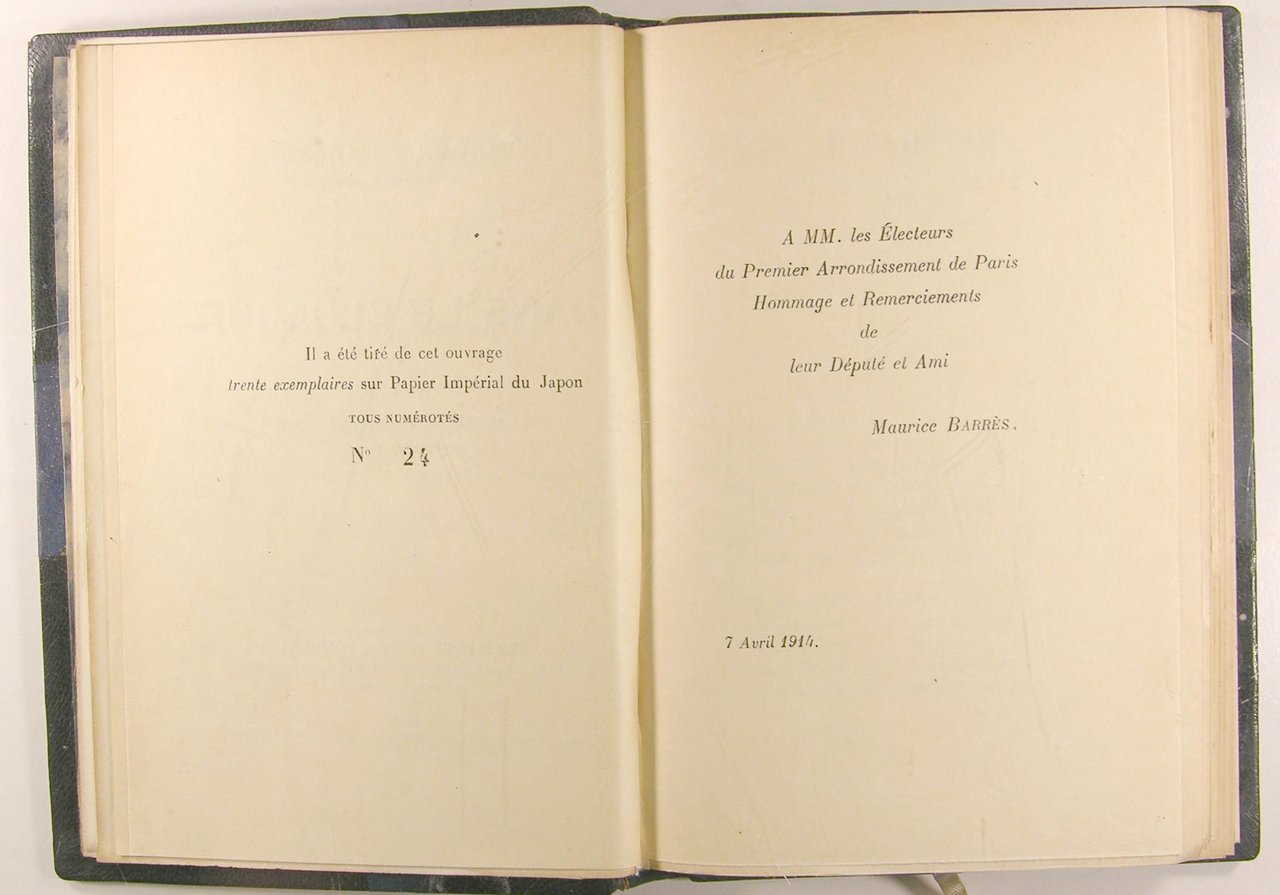 Il a été tiré de cet ouvrage
trente exemplaires sur Papier Impérial du Japon
TOUS NUMÉROTÉS
Nº 24
A MM. les Électeurs
du Premier Arrondissement de Paris
Hommage et Remerciements
de
leur Député et Ami
Maurice BARRÈS.
7 Avril 1914.